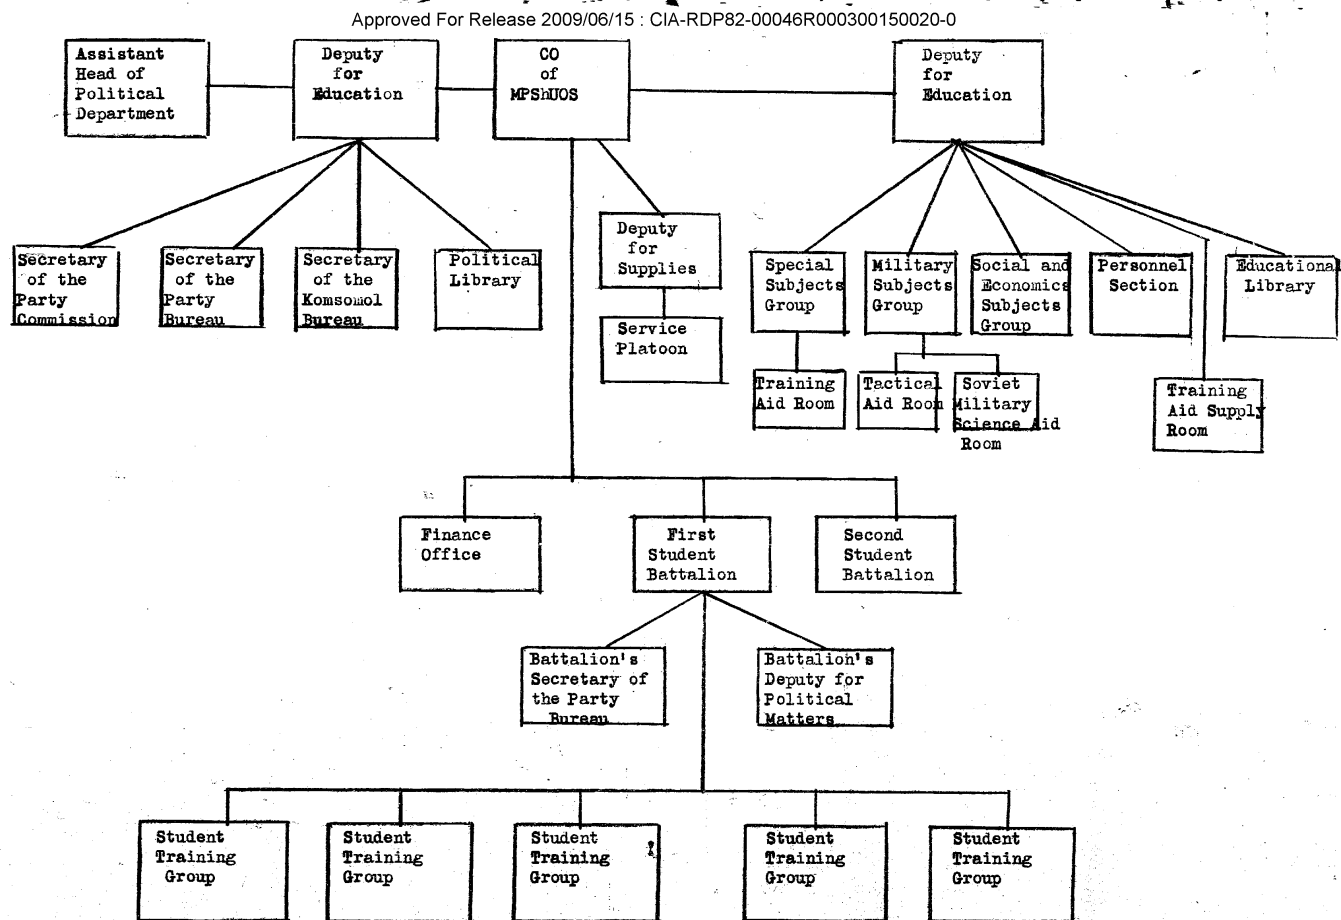 Approved For Release 2009/06/15 : CIA-RDP82-00046R000300150020-0
Assistant
Head of
Political
Department
Deputy
for
Education
CO
of
MPShUOS
Deputy
for
Education
Secretary
of the
Party
Commission
Secretary
of the
Party
Bureau
Secretary
of the
Komsomol
Bureau
Political
Library
Deputy
for
Supplies
Service
Platoon
Special
Subjects
Group
Military
Subjects
Group
Social and
Economics
Subjects
Group
Personnel
Section
Educational
Library
Training
Aid Room
Tactical
Aid Room
Soviet
Military
Science Aid
Room
Training
Aid Supply
Room
Finance
Office
First
Student
Battalion
Second
Student
Battalion
Battalion's
Secretary of
the Party
Bureau
Battalion's
Deputy for
Political
Matters
Student
Training
Group
Student
Training
Group
Student
Training
Group
Student
Training
Group
Student
Training
Group